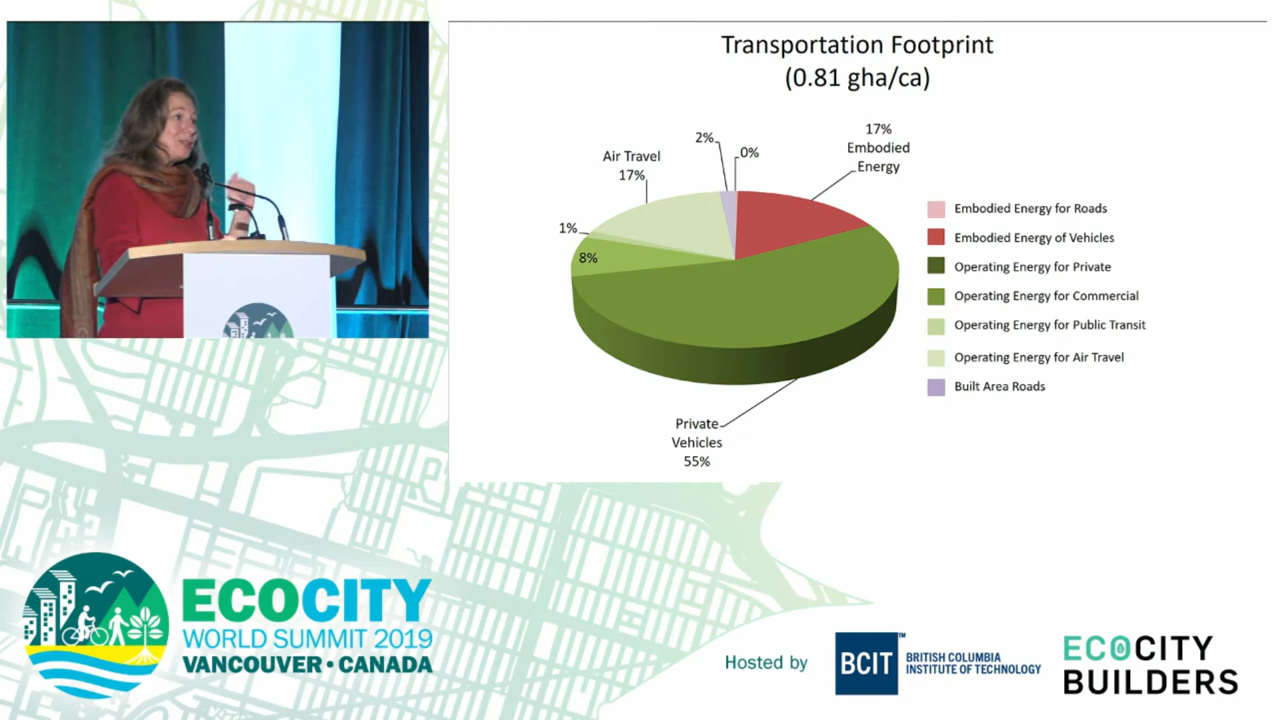 Transportation Footprint
(0.81 gha/ca)
17%
Embodied
Energy
2%
0%
Air Travel
17%
1%
8%
Private
Vehicles
55%
Embodied Energy for Roads
Embodied Energy of Vehicles
Operating Energy for Private
Operating Energy for Commercial
Operating Energy for Public Transit
Operating Energy for Air Travel
Built Area Roads
ECOCITY
WORLD SUMMIT 2019
VANCOUVER • CANADA
Hosted by
BCIT™
BRITISH COLUMBIA
INSTITUTE OF TECHNOLOGY
ECOCITY
BUILDERS